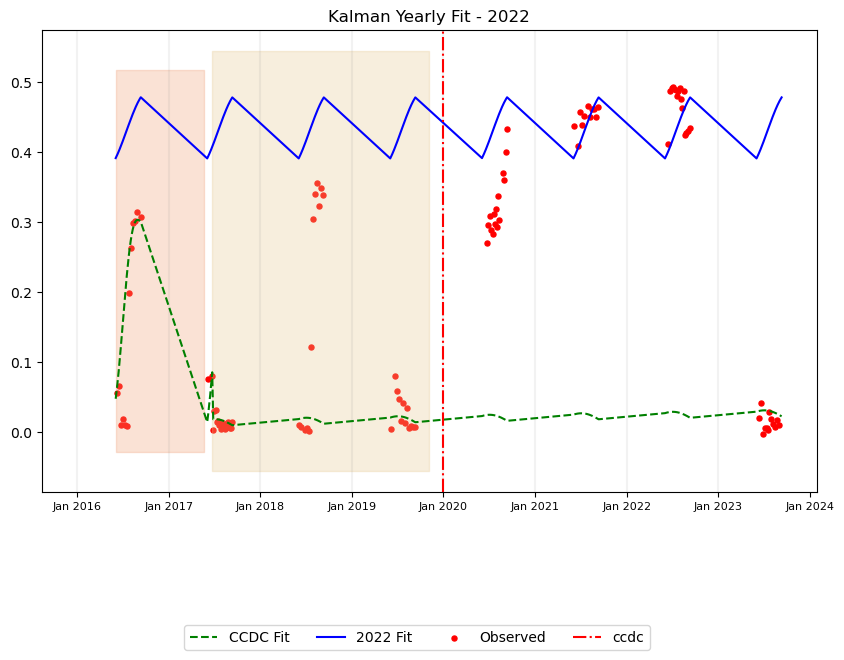 Kalman Yearly Fit - 2022
0.5
0.4
0.3
0.2
0.1
0.0
Jan 2016 Jan 2017 Jan 2018 Jan 2019 Jan 2020 Jan 2021 Jan 2022 Jan 2023 Jan 2024
CCDC Fit 2022 Fit Observed ccdc